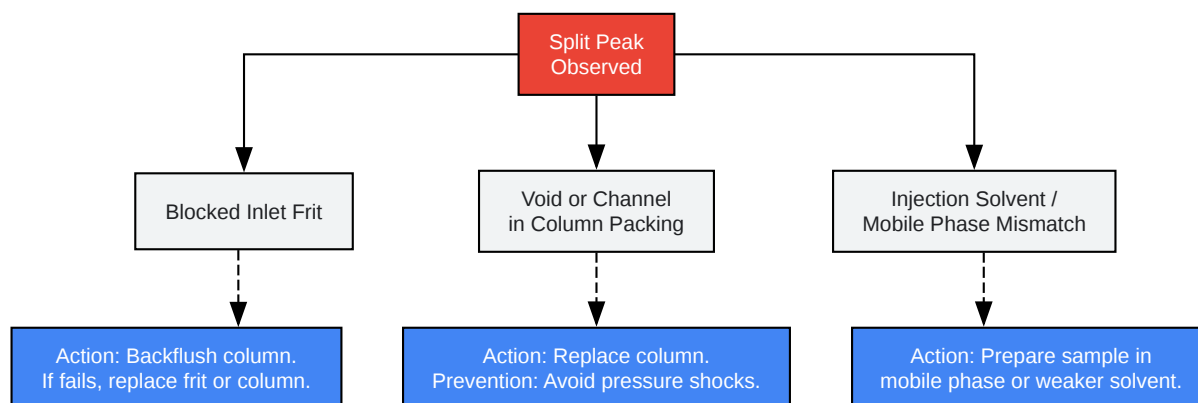 Split Peak
Observed
Blocked Inlet Frit
Void or Channel
in Column Packing
Injection Solvent /
Mobile Phase Mismatch
Action: Backflush column.
If fails, replace frit or column.
Action: Replace column.
Prevention: Avoid pressure shocks.
Action: Prepare sample in
mobile phase or weaker solvent.